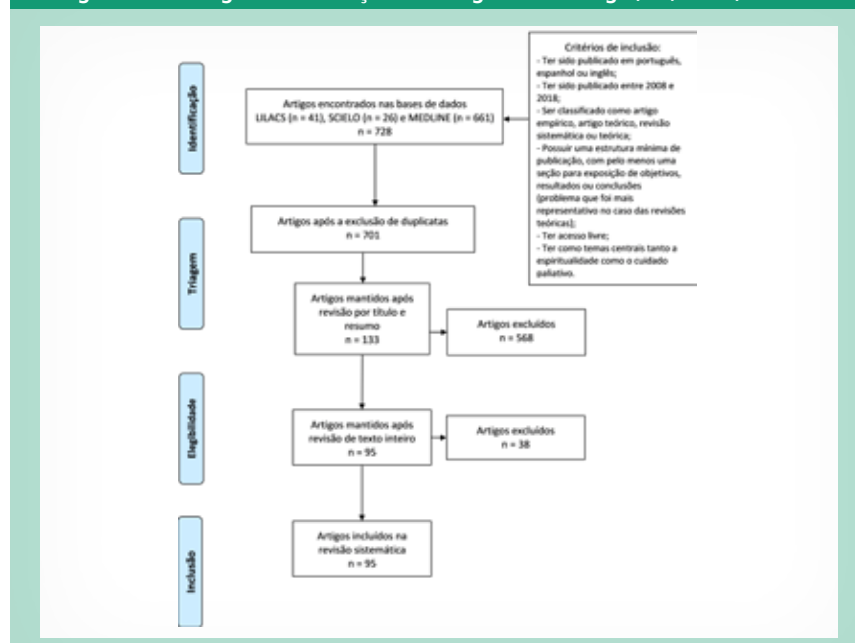 Identificação
Artigos encontrados nas bases de dados
LILACS (n = 41), SCIELO (n = 26) e MEDLINE (n = 661)
n = 728
Critérios de inclusão:
- Ter sido publicado em português,
espanhol ou inglês;
- Ter sido publicado entre 2008 e
2018;
- Ser classificado como artigo
empírico, artigo teórico, revisão
sistemática ou teórica;
- Possuir uma estrutura mínima de
publicação, com pelo menos uma
seção para exposição de objetivos,
resultados ou conclusões
(problema que foi mais
representativo no caso das revisões
teóricas);
- Ter acesso livre;
- Ter como temas centrais tanto a
espiritualidade como o cuidado
paliativo.
Triagem
Artigos após a exclusão de duplicatas
n = 701
Artigos mantidos após
revisão por título e
resumo
n = 133
Artigos excluídos
n = 568
Elegibilidade
Artigos mantidos após
revisão de texto inteiro
n = 95
Artigos excluídos
n = 38
Inclusão
Artigos incluídos na
revisão sistemática
n = 95